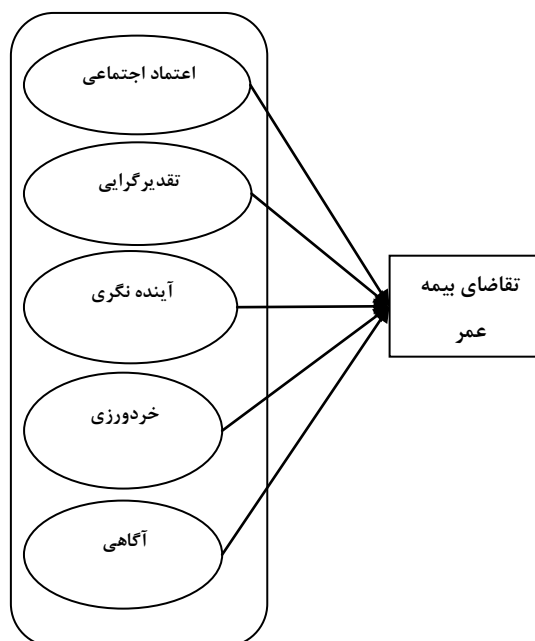 اعتماد اجتماعی
تقدیرگرایی
آینده نگری
خردورزی
آگاهی
تقاضای بیمه
عمر